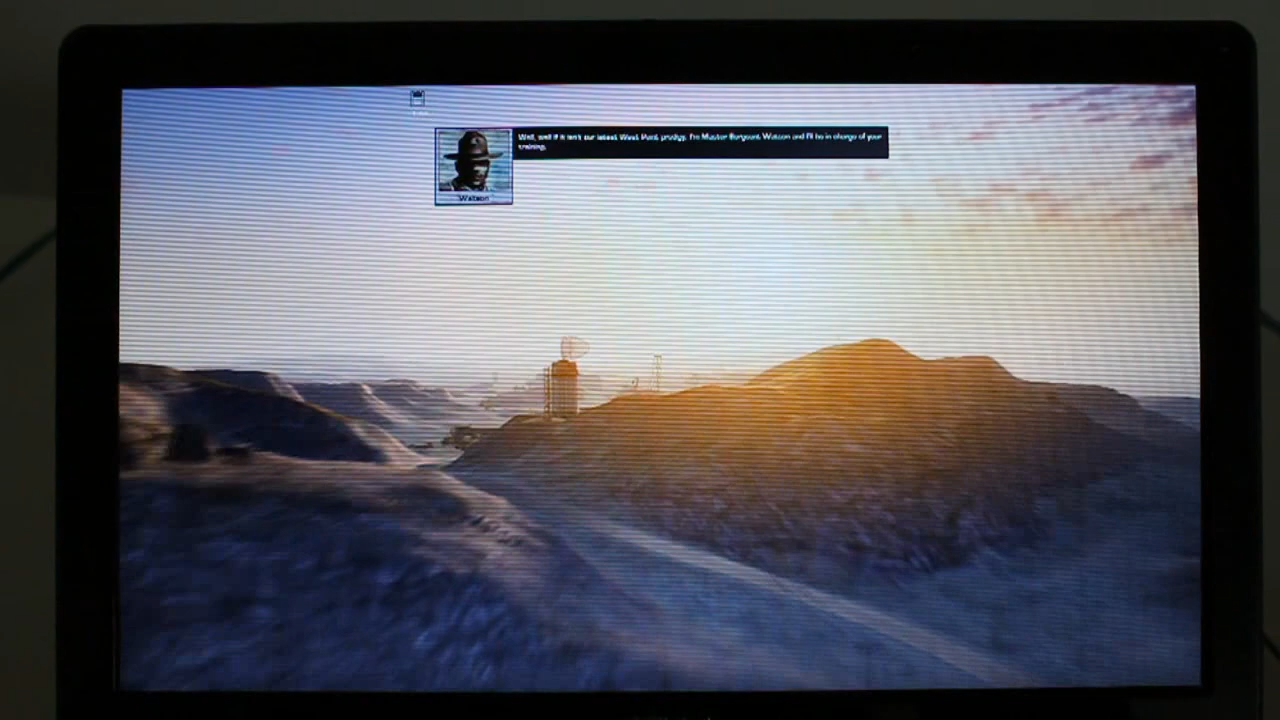 Well, well if it isn't our latest West Point prodigy. I'm Master Sergeant Watson and I'll be in charge of your
training.
"Watson"